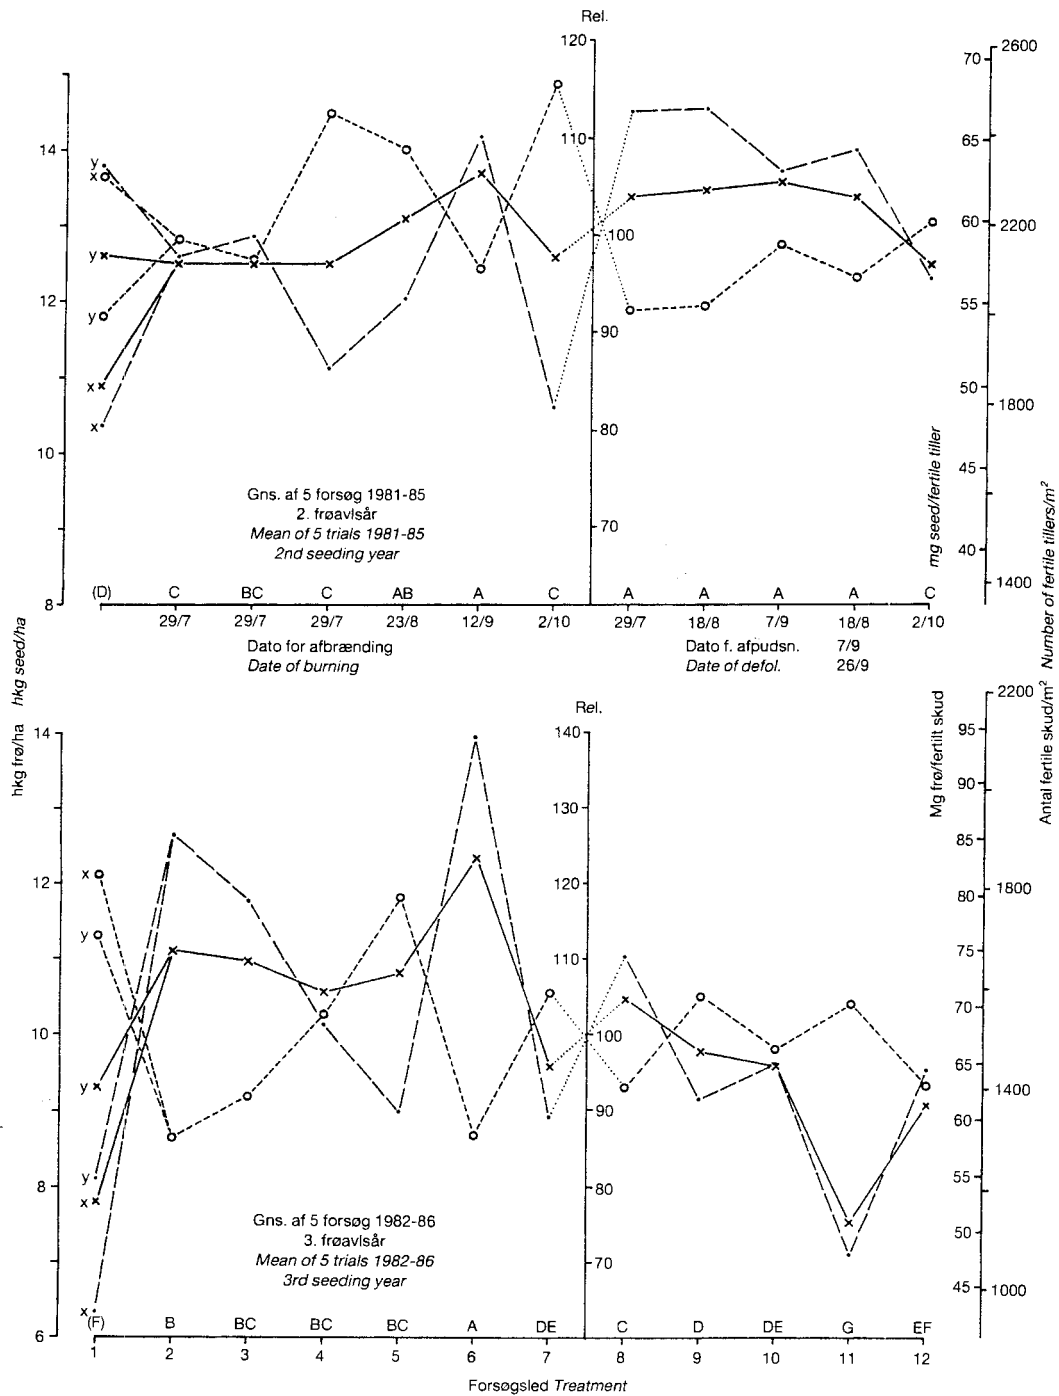 Rel.
120
110
100
90
80
70
14
12
10
8
hkg seed/ha
hkg frø/ha
y
x
y
y
x
x
Gns. af 5 forsøg 1981-85
2. frøavlsår
Mean of 5 trials 1981-85
2nd seeding year
70
65
60
55
50
45
40
mg seed/fertile tiller
2600
2200
1800
1400
Number of fertile tillers/m²
(D) C BC C AB A C A A A A C
29/7 29/7 29/7 23/8 12/9 2/10 29/7 18/8 7/9 18/8 2/10
Dato for afbrænding
Date of burning
Dato f. afpudsn. 7/9
Date of defol. 26/9
Rel.
140
130
120
110
100
90
80
70
14
12
10
8
6
x
y
y
y
x
x
Gns. af 5 forsøg 1982-86
3. frøavlsår
Mean of 5 trials 1982-86
3rd seeding year
95
90
85
80
75
70
65
60
55
50
45
Mg frø/fertilt skud
2200
1800
1400
1000
Antal fertile skud/m²
(F) B BC BC BC A DE C D DE G EF
1 2 3 4 5 6 7 8 9 10 11 12
Forsøgsled Treatment